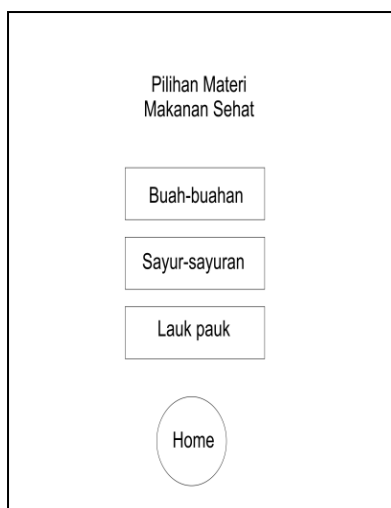 Pilihan Materi
Makanan Sehat
Buah-buahan
Sayur-sayuran
Lauk pauk
Home